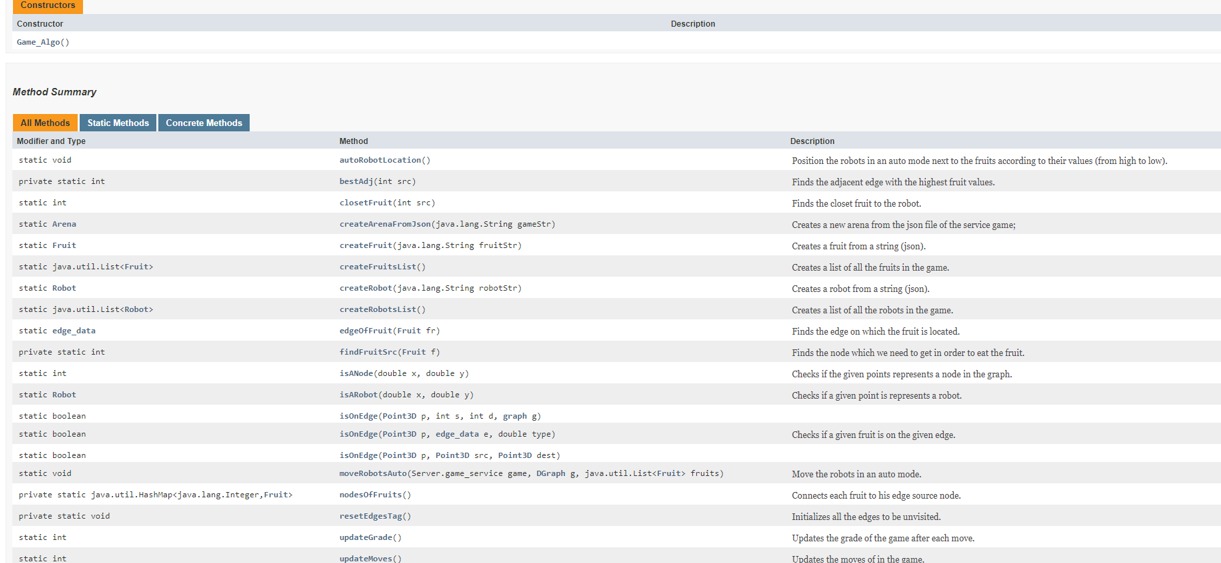 Constructors
Constructor Description
Game_Algo()
Method Summary
All Methods Static Methods Concrete Methods
Modifier and Type Method Description
static void autoRobotLocation() Position the robots in an auto mode next to the fruits according to their values (from high to low).
private static int bestAdj(int src) Finds the adjacent edge with the highest fruit values.
static int closetFruit(int src) Finds the closet fruit to the robot.
static Arena createArenaFromJson(java.lang.String gameStr) Creates a new arena from the json file of the service game;
static Fruit createFruit(java.lang.String fruitStr) Creates a fruit from a string (json).
static java.util.List<Fruit> createFruitsList() Creates a list of all the fruits in the game.
static Robot createRobot(java.lang.String robotStr) Creates a robot from a string (json).
static java.util.List<Robot> createRobotsList() Creates a list of all the robots in the game.
static edge_data edgeOfFruit(Fruit fr) Finds the edge on which the fruit is located.
private static int findFruitSrc(Fruit f) Finds the node which we need to get in order to eat the fruit.
static int isANode(double x, double y) Checks if the given points represents a node in the graph.
static Robot isARobot(double x, double y) Checks if a given point is represents a robot.
static boolean isOnEdge(Point3D p, int s, int d, graph g)
static boolean isOnEdge(Point3D p, edge_data e, double type) Checks if a given fruit is on the given edge.
static boolean isOnEdge(Point3D p, Point3D src, Point3D dest)
static void moveRobotsAuto(Server.game_service game, DGraph g, java.util.List<Fruit> fruits) Move the robots in an auto mode.
private static java.util.HashMap<java.lang.Integer,Fruit> nodesOfFruits() Connects each fruit to his edge source node.
private static void resetEdgesTag() Initializes all the edges to be unvisited.
static int updateGrade() Updates the grade of the game after each move.
static int updateMoves() Updates the moves of in the game.